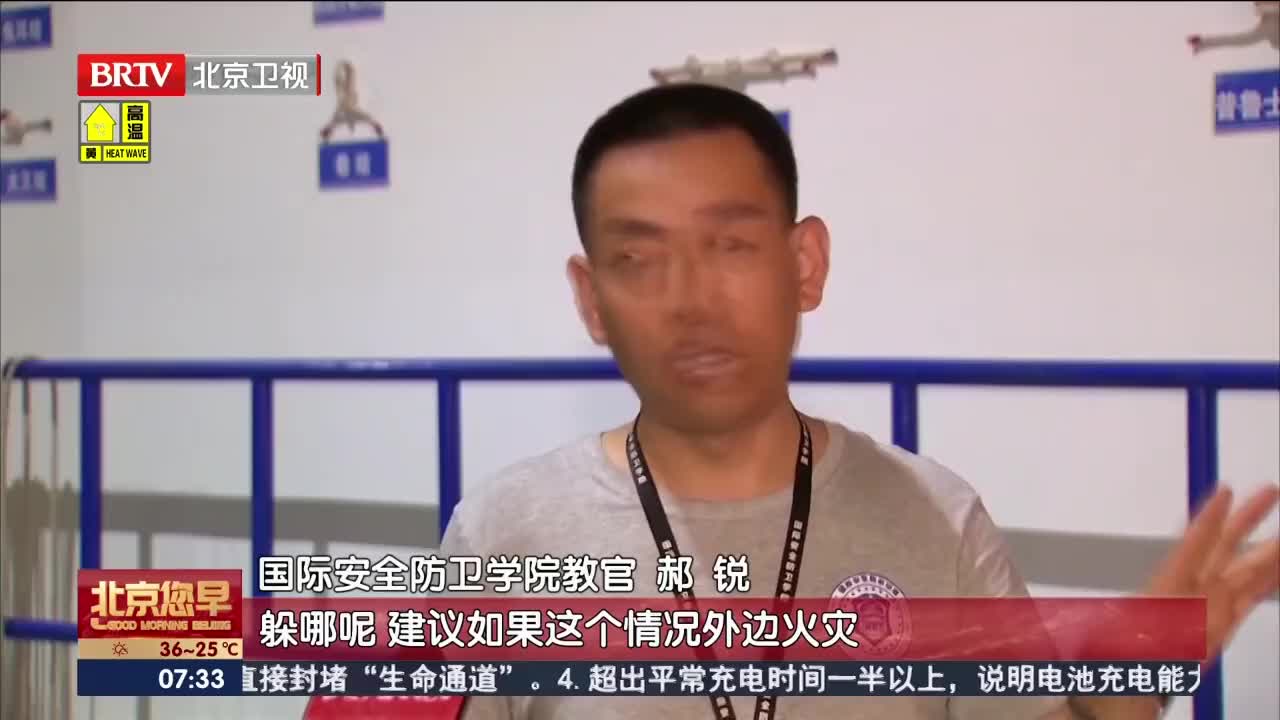 BRTV 北京卫视
高温
黄 HEAT WAVE
普鲁士
国际安全防卫学院教官 郝 锐
北京您早
GOOD MORNING BEIJING
躲哪呢 建议如果这个情况外边火灾
36~25℃
07:33
直接封堵“生命通道”。4.超出平常充电时间一半以上，说明电池充电能力